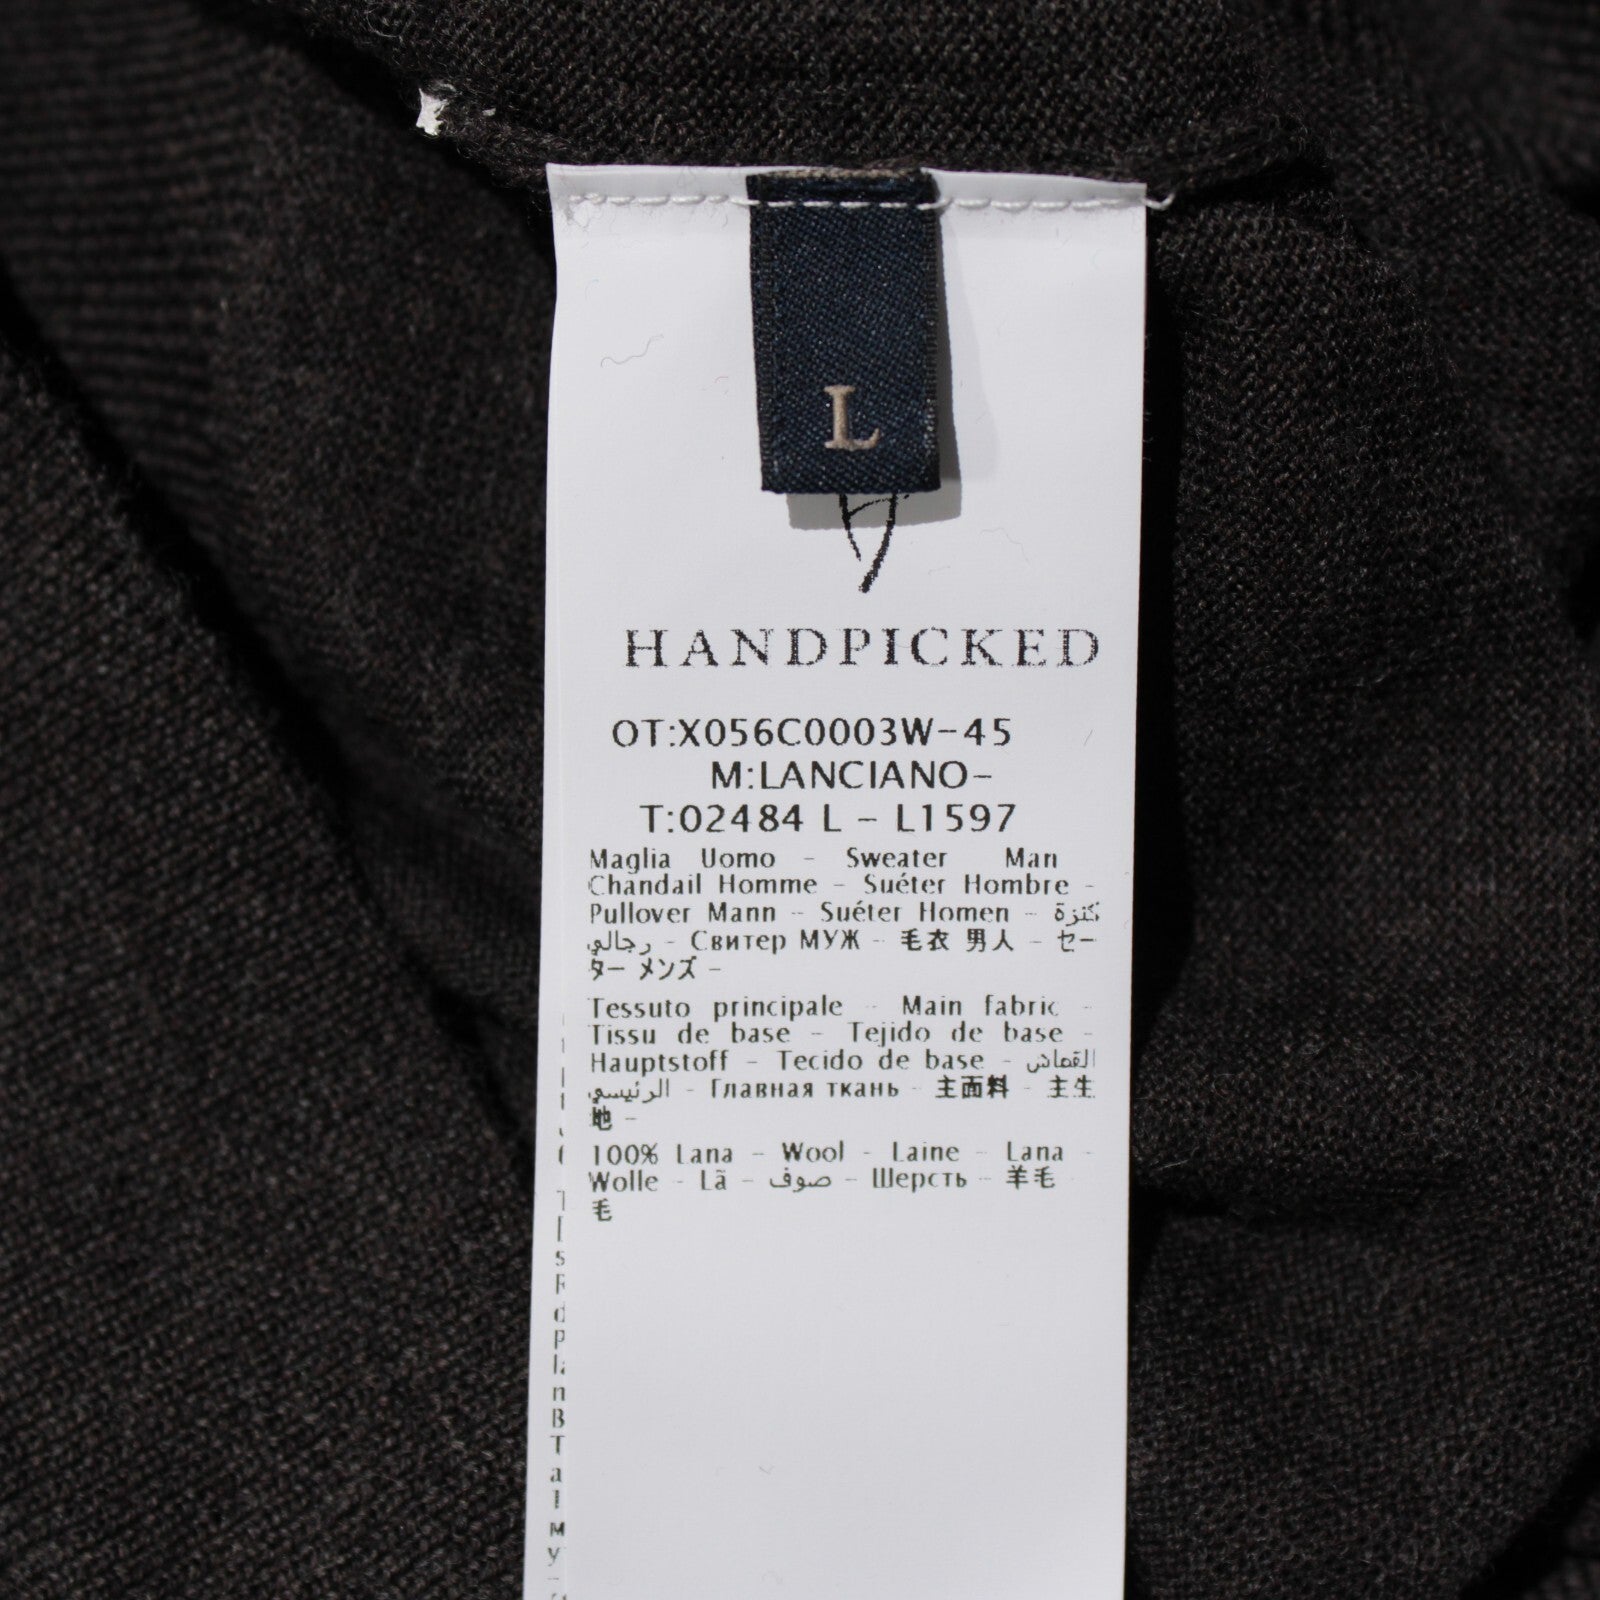 L
HANDPICKED
OT:X056C0003W-45
M:LANCIANO-
T:02484 L - L1597
Maglia Uomo - Sweater Man
Chandail Homme - Suéter Hombre -
Pullover Mann - Suéter Homen - كنزة
رجالي - Свитер МУЖ - 毛衣 男人 - セー
ター メンズ -
Tessuto principale - Main fabric -
Tissu de base - Tejido de base -
Hauptstoff - Tecido de base - القماش
الرئيسي - Главная ткань - 主面料 - 主生
地 -
100% Lana - Wool - Laine - Lana -
Wolle - Lã - صوف - Шерсть - 羊毛
毛